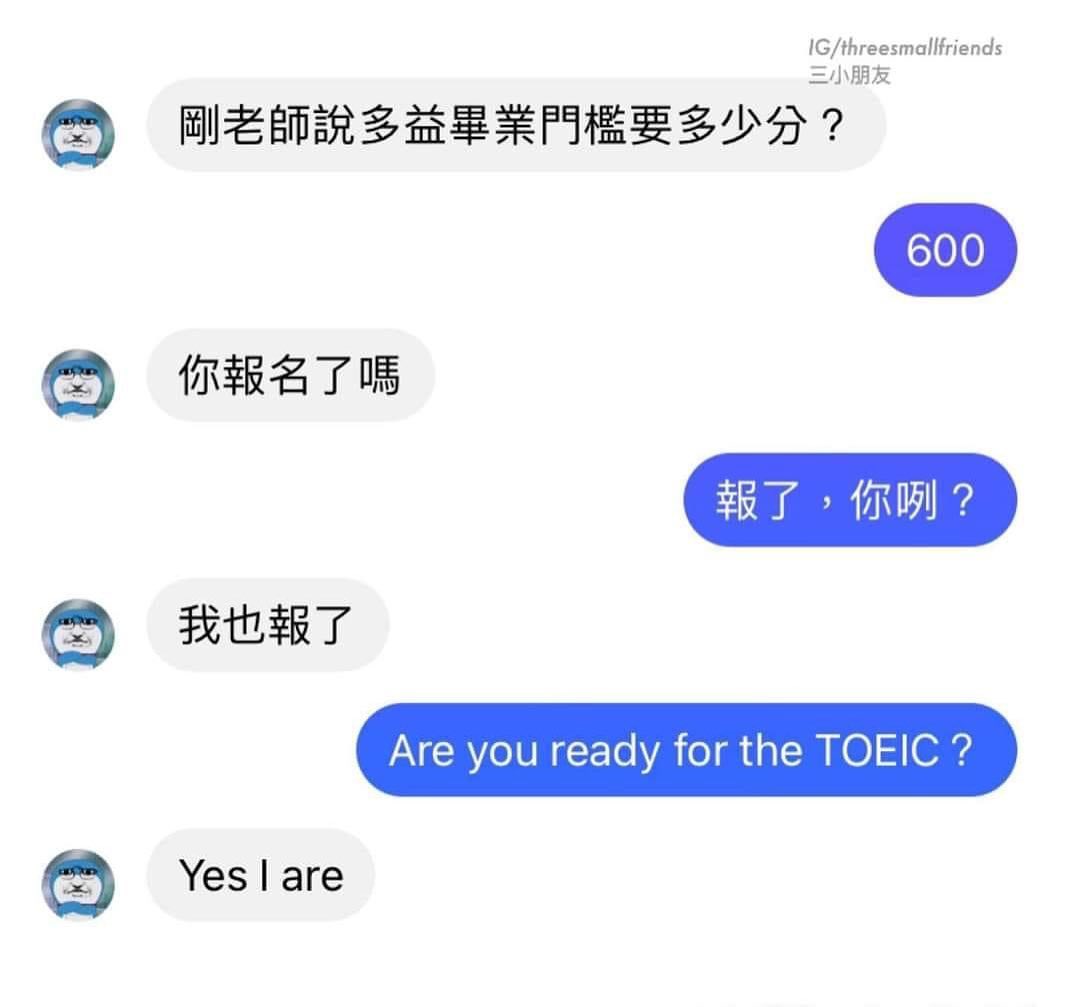 IG/threesmallfriends
三小朋友
剛老師說多益畢業門檻要多少分？
600
你報名了嗎
報了，你咧？
我也報了
Are you ready for the TOEIC？
Yes I are